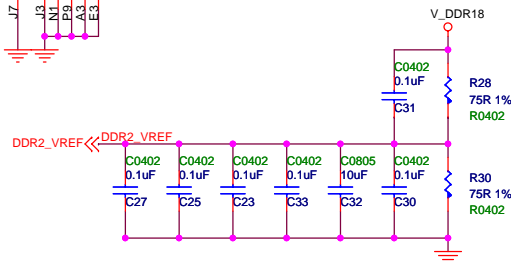 J7
J3
N1
P9
A3
E3
V_DDR18
C0402
0.1uF
C31
R28
75R 1%
R0402
DDR2_VREF
DDR2_VREF
C0402
0.1uF
C27
C0402
0.1uF
C25
C0402
0.1uF
C23
C0402
0.1uF
C33
C0805
10uF
C32
C0402
0.1uF
C30
R30
75R 1%
R0402